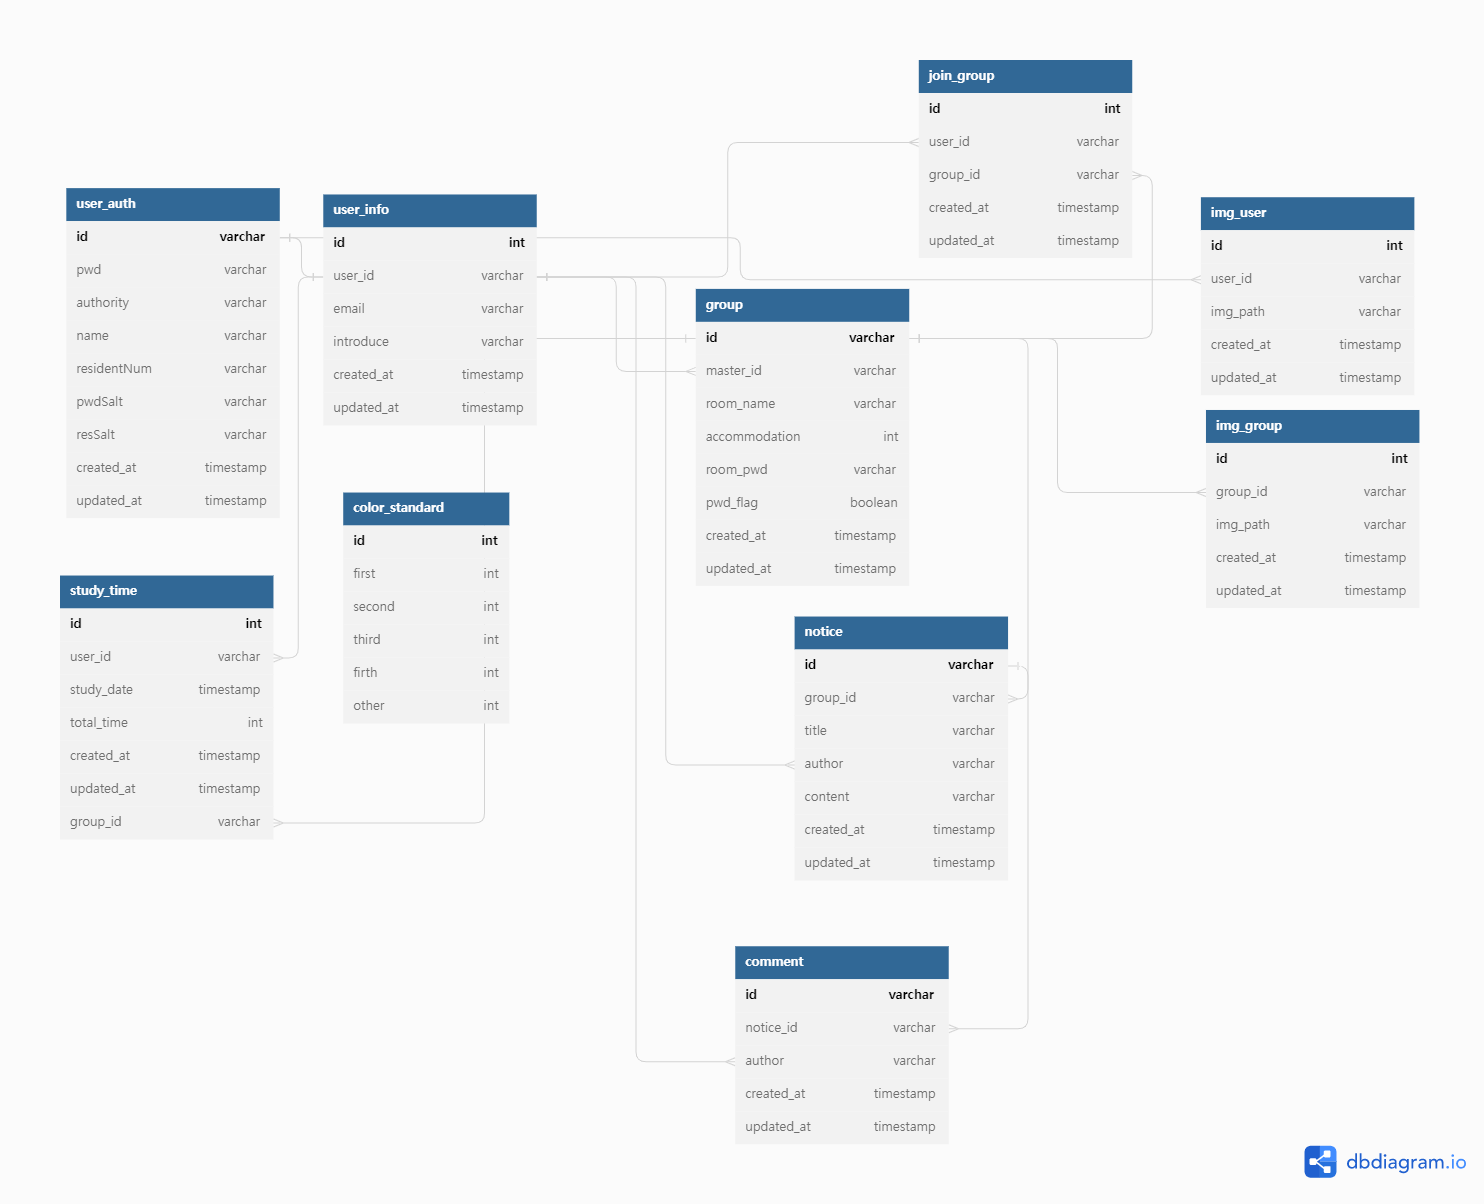 join_group
id int
user_id varchar
group_id varchar
created_at timestamp
updated_at timestamp
user_auth
id varchar
pwd varchar
authority varchar
name varchar
residentNum varchar
pwdSalt varchar
resSalt varchar
created_at timestamp
updated_at timestamp
user_info
id int
user_id varchar
email varchar
introduce varchar
created_at timestamp
updated_at timestamp
img_user
id int
user_id varchar
img_path varchar
created_at timestamp
updated_at timestamp
group
id varchar
master_id varchar
room_name varchar
accommodation int
room_pwd varchar
pwd_flag boolean
created_at timestamp
updated_at timestamp
img_group
id int
group_id varchar
img_path varchar
created_at timestamp
updated_at timestamp
color_standard
id int
first int
second int
third int
firth int
other int
study_time
id int
user_id varchar
study_date timestamp
total_time int
created_at timestamp
updated_at timestamp
group_id varchar
notice
id varchar
group_id varchar
title varchar
author varchar
content varchar
created_at timestamp
updated_at timestamp
comment
id varchar
notice_id varchar
author varchar
created_at timestamp
updated_at timestamp
dbdiagram.io